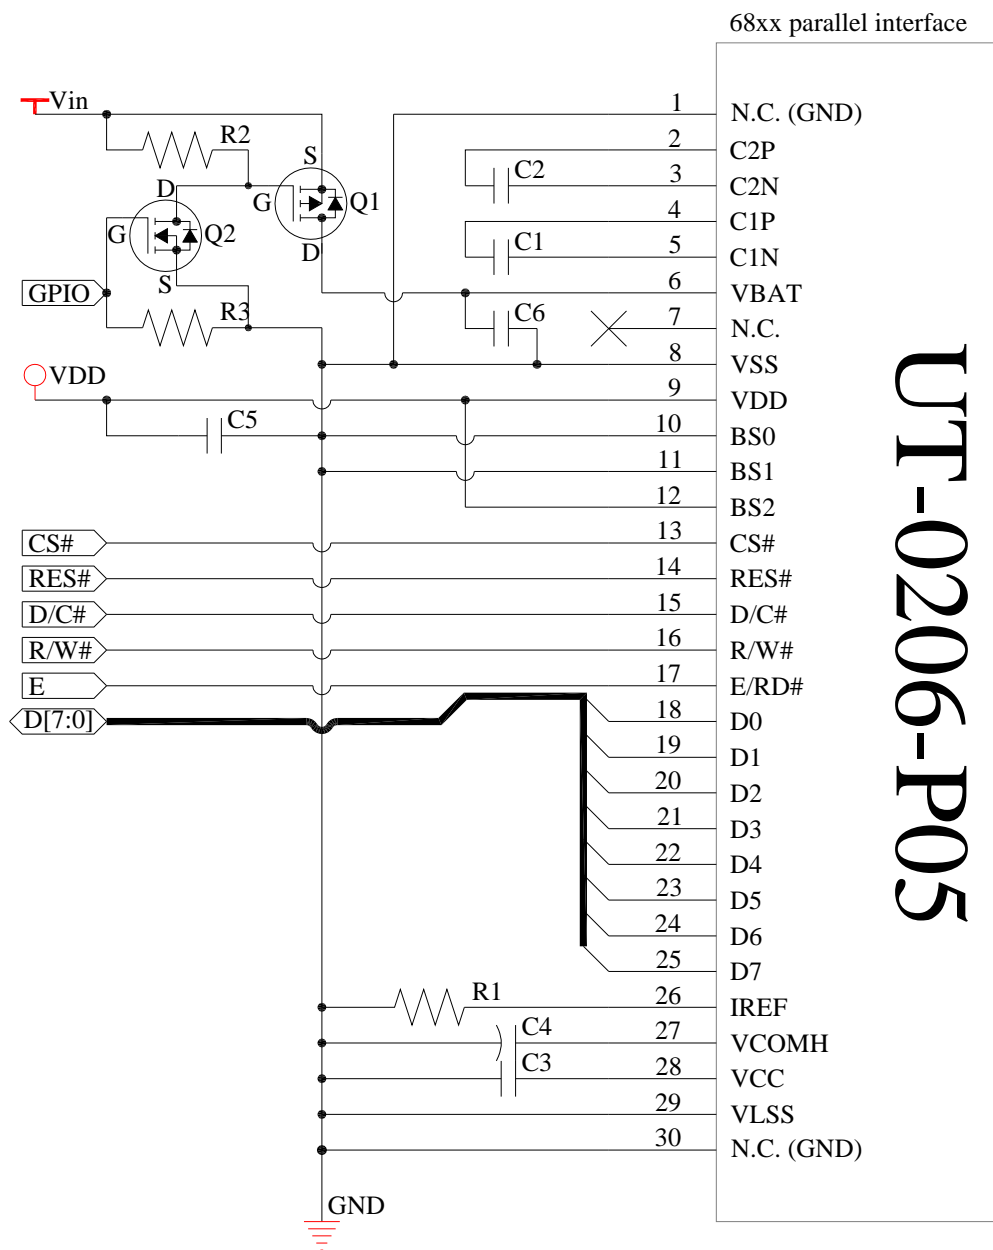 68xx parallel interface
Vin
R2
S
D
G
Q1
G
Q2
D
S
GPIO
R3
VDD
C5
C2
C1
C6
1 N.C. (GND)
2 C2P
3 C2N
4 C1P
5 C1N
6 VBAT
7 N.C.
8 VSS
9 VDD
10 BS0
11 BS1
12 BS2
CS# 13 CS#
RES# 14 RES#
D/C# 15 D/C#
R/W# 16 R/W#
E 17 E/RD#
D[7:0] 18 D0
19 D1
20 D2
21 D3
22 D4
23 D5
24 D6
25 D7
R1 26 IREF
C4 27 VCOMH
C3 28 VCC
29 VLSS
30 N.C. (GND)
GND
UT-0206-P05